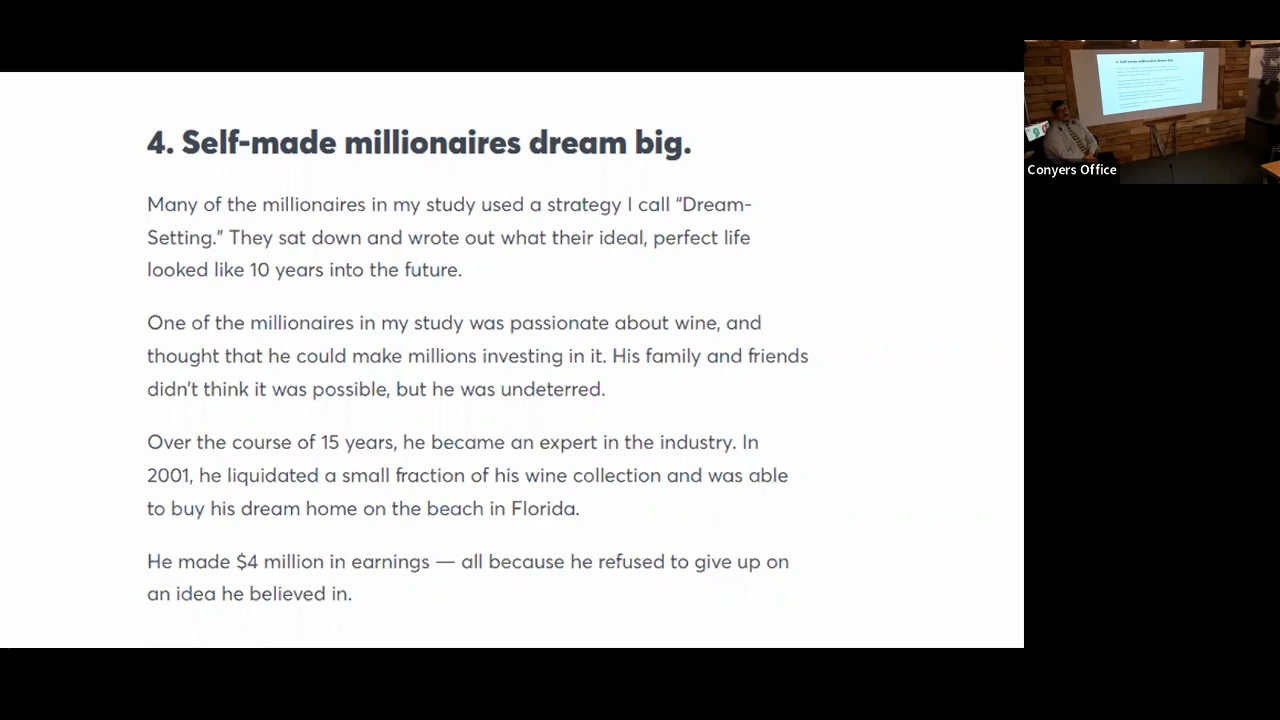 4. Self-made millionaires dream big.
Many of the millionaires in my study used a strategy I call “Dream-
Setting.” They sat down and wrote out what their ideal, perfect life
looked like 10 years into the future.
One of the millionaires in my study was passionate about wine, and
thought that he could make millions investing in it. His family and friends
didn’t think it was possible, but he was undeterred.
Over the course of 15 years, he became an expert in the industry. In
2001, he liquidated a small fraction of his wine collection and was able
to buy his dream home on the beach in Florida.
He made $4 million in earnings — all because he refused to give up on
an idea he believed in.
Conyers Office